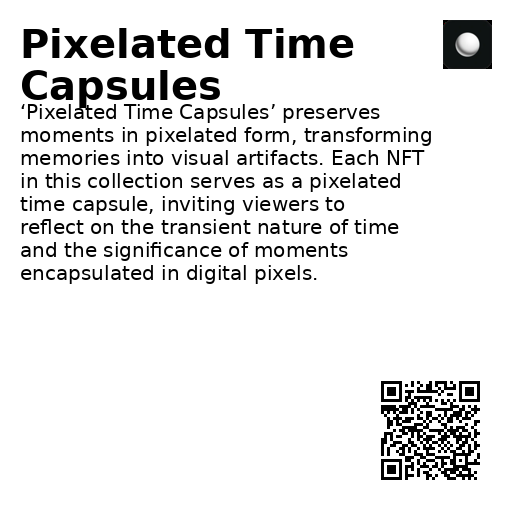 Pixelated Time
Capsules
‘Pixelated Time Capsules’ preserves
moments in pixelated form, transforming
memories into visual artifacts. Each NFT
in this collection serves as a pixelated
time capsule, inviting viewers to
reflect on the transient nature of time
and the significance of moments
encapsulated in digital pixels.